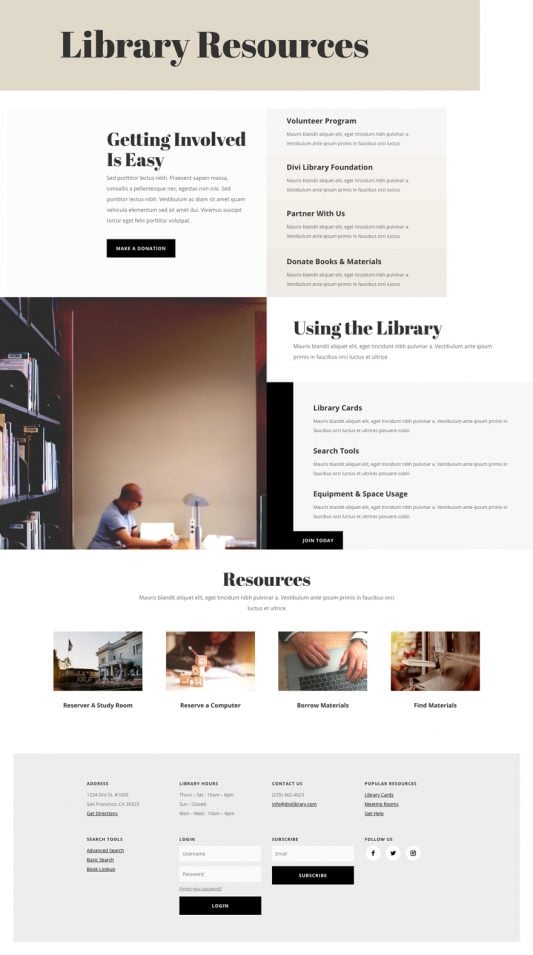 Library Resources
Getting Involved
Is Easy
Sed porttitor lectus nibh. Praesent sapien massa,
convallis a pellentesque nec, egestas non nisi. Sed
porttitor lectus nibh. Vestibulum ac diam sit amet quam
vehicula elementum sed sit amet dui. Vivamus suscipit
tortor eget felis porttitor volutpat.
MAKE A DONATION
Volunteer Program
Mauris blandit aliquet elit, eget tincidunt nibh pulvinar a.
Vestibulum ante ipsum primis in faucibus orci luctus
Divi Library Foundation
Mauris blandit aliquet elit, eget tincidunt nibh pulvinar a.
Vestibulum ante ipsum primis in faucibus orci luctus
Partner With Us
Mauris blandit aliquet elit, eget tincidunt nibh pulvinar a.
Vestibulum ante ipsum primis in faucibus orci luctus
Donate Books & Materials
Mauris blandit aliquet elit, eget tincidunt nibh pulvinar a.
Vestibulum ante ipsum primis in faucibus orci luctus
Using the Library
Mauris blandit aliquet elit, eget tincidunt nibh pulvinar a. Vestibulum ante ipsum
primis in faucibus orci luctus et ultrice
Library Cards
Mauris blandit aliquet elit, eget tincidunt nibh pulvinar a. Vestibulum ante ipsum primis in
faucibus orci luctus et ultrices posuere cubili
Search Tools
Mauris blandit aliquet elit, eget tincidunt nibh pulvinar a. Vestibulum ante ipsum primis in
faucibus orci luctus et ultrices posuere cubili
Equipment & Space Usage
Mauris blandit aliquet elit, eget tincidunt nibh pulvinar a. Vestibulum ante ipsum primis in
faucibus orci luctus et ultrices posuere cubili
JOIN TODAY
Resources
Mauris blandit aliquet elit, eget tincidunt nibh pulvinar a. Vestibulum ante ipsum primis in faucibus orci
luctus et ultrice
Reserver A Study Room
Reserve a Computer
Borrow Materials
Find Materials
ADDRESS
1234 Divi St. #1000
San Francisco, CA 39325
Get Directions
LIBRARY HOURS
Thurs – Sat : 10am – 6pm
Sun : Closed
Mon – Wed : 10am – 8pm
CONTACT US
(235) 462-4623
info@divilibrary.com
POPULAR RESOURCES
Library Cards
Meeting Rooms
Get Help
SEARCH TOOLS
Advanced Search
Basic Search
Book Lookup
LOGIN
Username
Password
Forgot your password?
LOGIN
SUBSCRIBE
Email
SUBSCRIBE
FOLLOW US